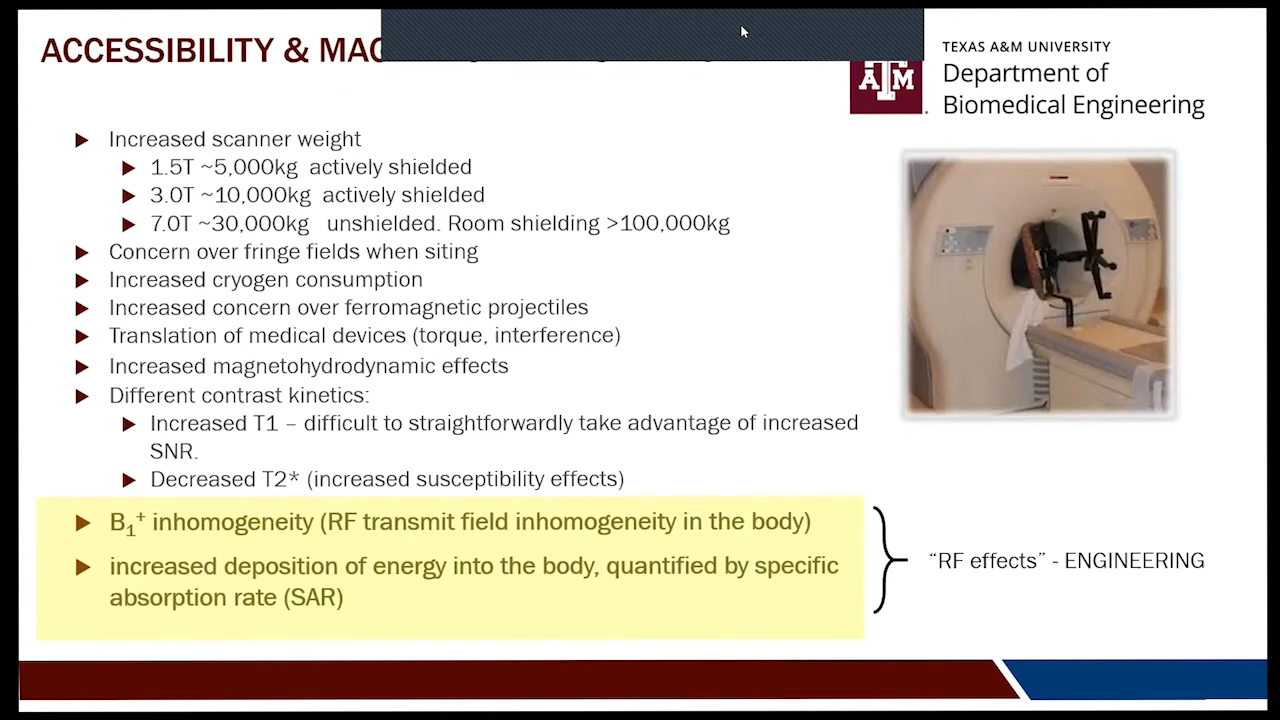 ACCESSIBILITY & MAG
TEXAS A&M UNIVERSITY
Department of
Biomedical Engineering
A M
Increased scanner weight
1.5T ~5,000kg actively shielded
3.0T ~10,000kg actively shielded
7.0T ~30,000kg unshielded. Room shielding >100,000kg
Concern over fringe fields when siting
Increased cryogen consumption
Increased concern over ferromagnetic projectiles
Translation of medical devices (torque, interference)
Increased magnetohydrodynamic effects
Different contrast kinetics:
Increased T1 – difficult to straightforwardly take advantage of increased
SNR.
Decreased T2* (increased susceptibility effects)
B₁⁺ inhomogeneity (RF transmit field inhomogeneity in the body)
increased deposition of energy into the body, quantified by specific
absorption rate (SAR)
“RF effects” - ENGINEERING